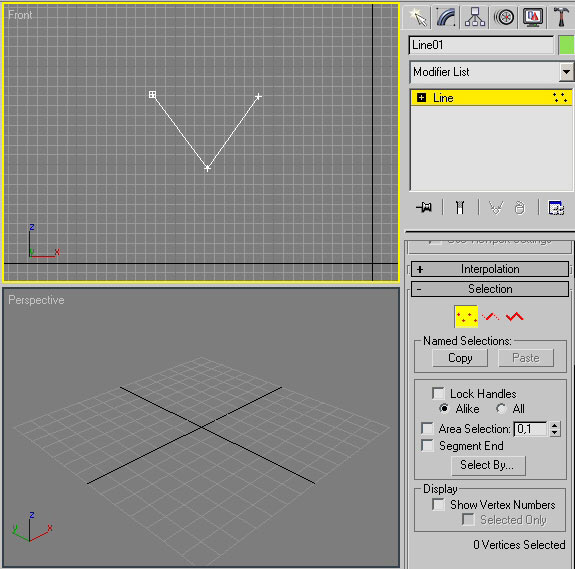 Front
z
x
y
Perspective
z
y
x
Line01
Modifier List
Line
+ Interpolation
- Selection
Named Selections:
Copy Paste
Lock Handles
Alike All
Area Selection: 0,1
Segment End
Select By...
Display
Show Vertex Numbers
Selected Only
0 Vertices Selected